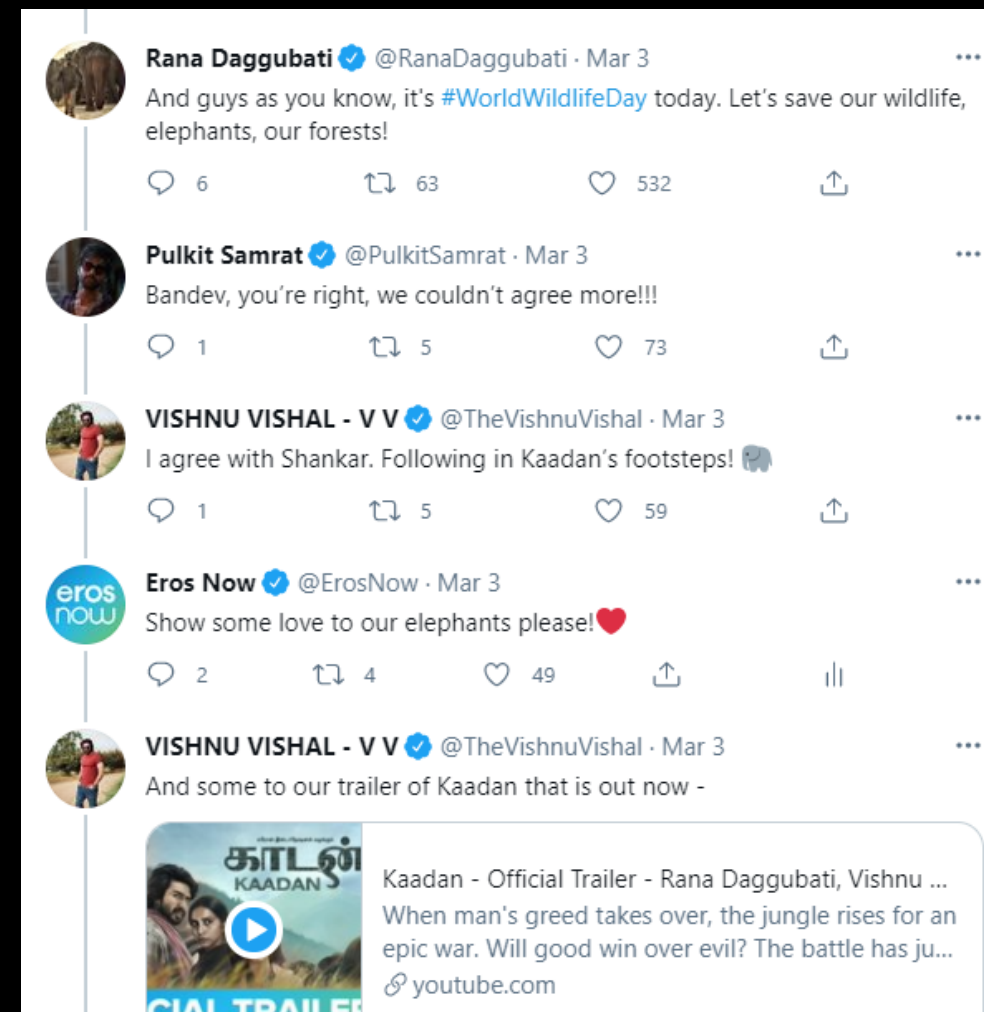 Rana Daggubati @RanaDaggubati · Mar 3
And guys as you know, it's #WorldWildlifeDay today. Let's save our wildlife,
elephants, our forests!
6 63 532
Pulkit Samrat @PulkitSamrat · Mar 3
Bandev, you're right, we couldn't agree more!!!
1 5 73
VISHNU VISHAL - V V @TheVishnuVishal · Mar 3
I agree with Shankar. Following in Kaadan's footsteps! 🐘
1 5 59
eros
now
Eros Now @ErosNow · Mar 3
Show some love to our elephants please!❤️
2 4 49
VISHNU VISHAL - V V @TheVishnuVishal · Mar 3
And some to our trailer of Kaadan that is out now -
காடன்
KAADAN
CIAL TRAILER
Kaadan - Official Trailer - Rana Daggubati, Vishnu ...
When man's greed takes over, the jungle rises for an
epic war. Will good win over evil? The battle has ju...
youtube.com